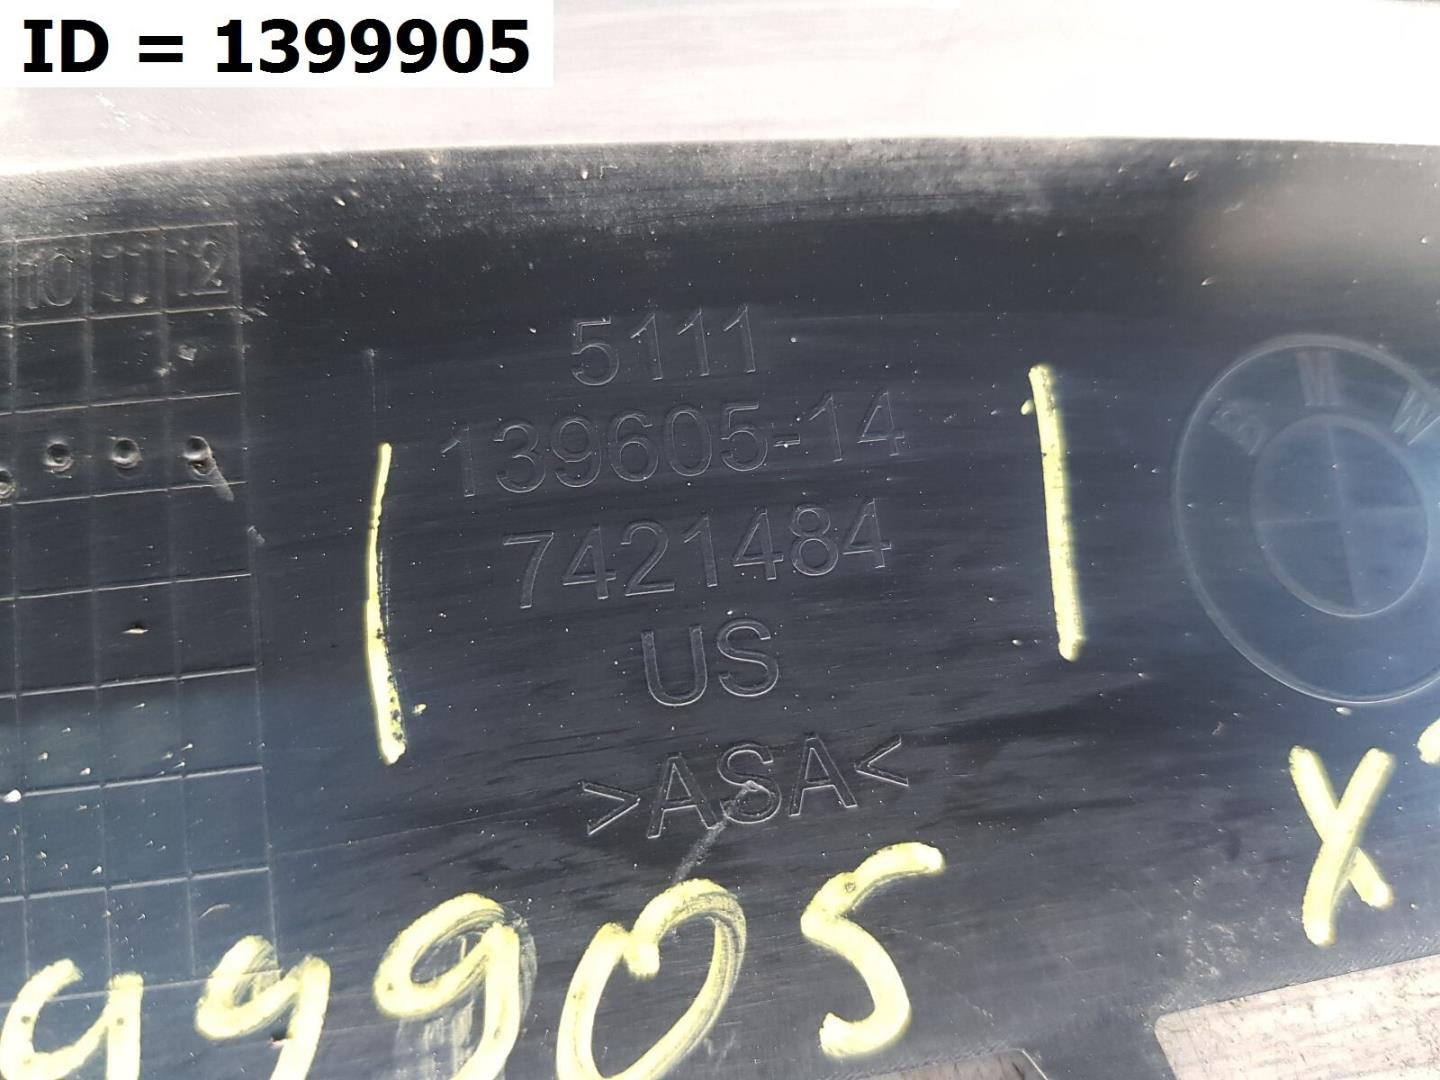 ID = 1399905
10 11 12
5111
139605-14
7421484
US
>ASA<
BMW
99905
X